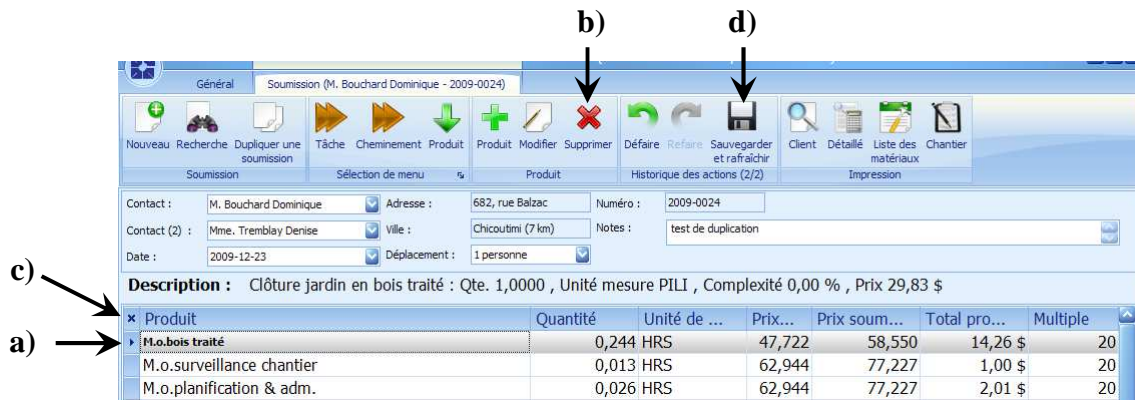 b) d)
Général Soumission (M. Bouchard Dominique - 2009-0024)
Nouveau Recherche Dupliquer une soumission Tâche Cheminement Produit Produit Modifier Supprimer Défaire Refaire Sauvegarder et rafraîchir Client Détaillé Liste des matériaux Chantier
Soumission Sélection de menu Produit Historique des actions (2/2) Impression
Contact : M. Bouchard Dominique Adresse : 682, rue Balzac Numéro : 2009-0024
Contact (2) : Mme. Tremblay Denise Ville : Chicoutimi (7 km) Notes : test de duplication
Date : 2009-12-23 Déplacement : 1 personne
c)
Description : Clôture jardin en bois traité : Qte. 1,0000 , Unité mesure PILI , Complexité 0,00 % , Prix 29,83 $
Produit Quantité Unité de ... Prix... Prix soum... Total pro... Multiple
a) M.o.bois traité 0,244 HRS 47,722 58,550 14,26 $ 20
M.o.surveillance chantier 0,013 HRS 62,944 77,227 1,00 $ 20
M.o.planification & adm. 0,026 HRS 62,944 77,227 2,01 $ 20